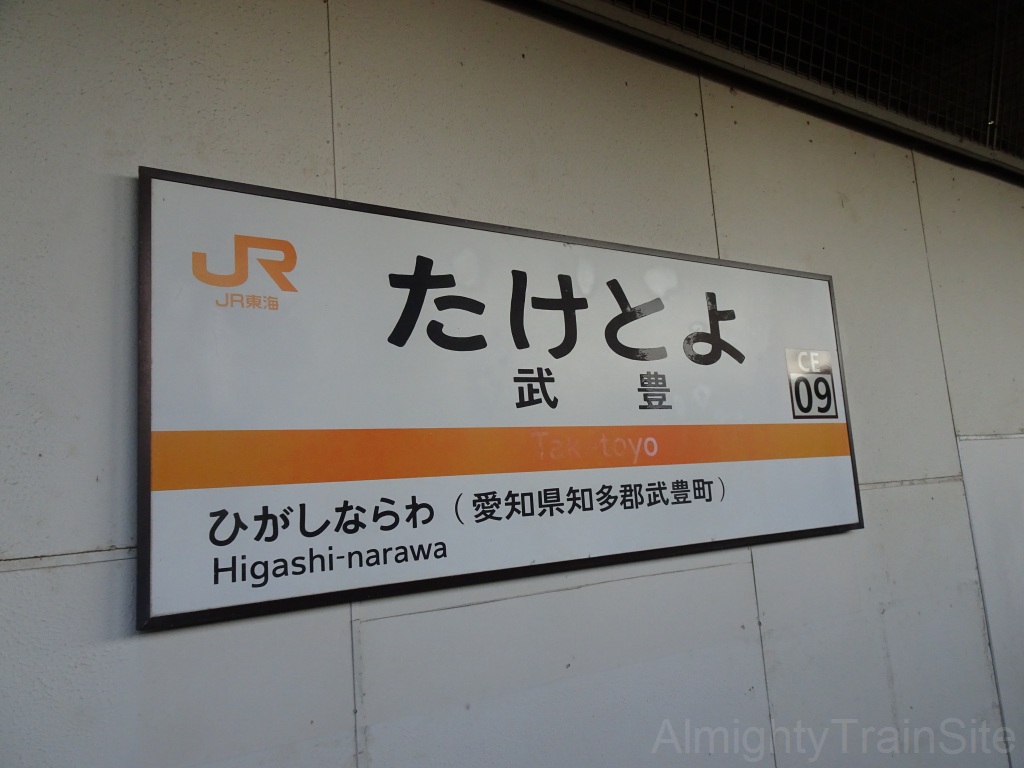 JR
JR東海
たけとよ
武豊
CE
09
Taketoyo
ひがしならわ（愛知県知多郡武豊町）
Higashi-narawa
AlmightyTrainSite